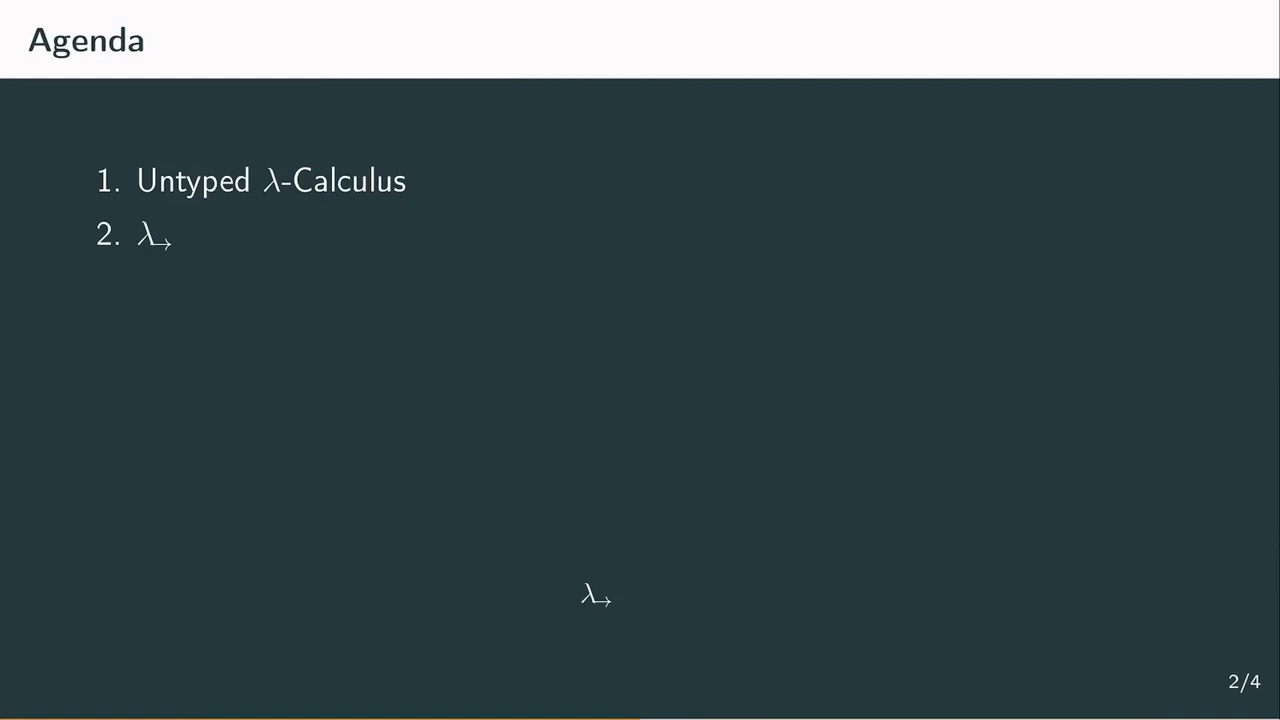 Agenda
1. Untyped λ-Calculus
2. λ→
λ→
2/4